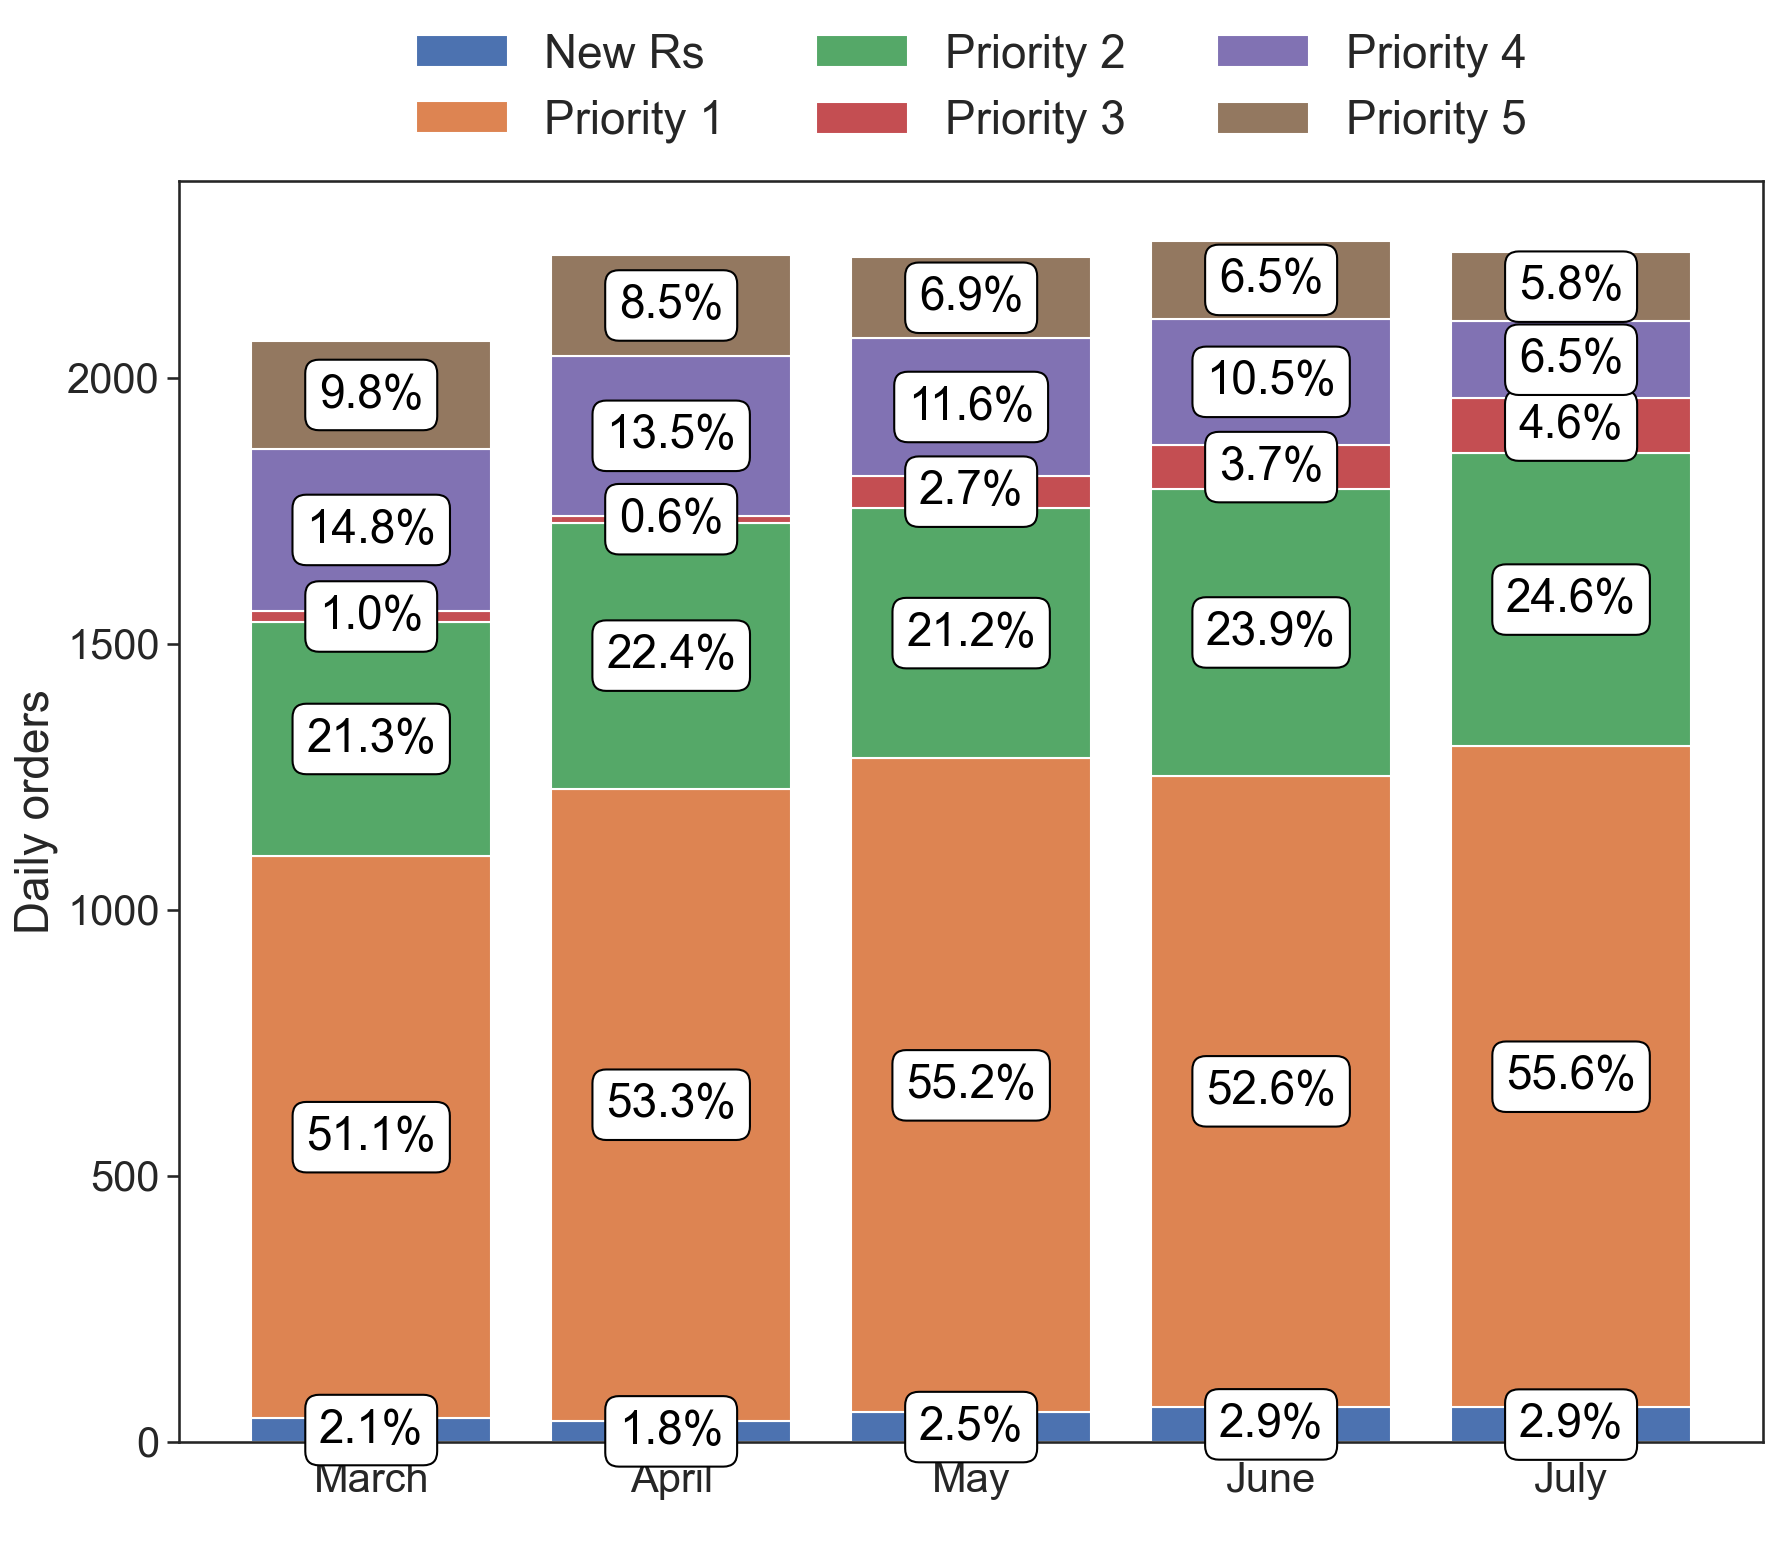 New Rs
Priority 1
Priority 2
Priority 3
Priority 4
Priority 5
Daily orders
2000
1500
1000
500
0
9.8%
14.8%
1.0%
21.3%
51.1%
2.1%
March
8.5%
13.5%
0.6%
22.4%
53.3%
1.8%
April
6.9%
11.6%
2.7%
21.2%
55.2%
2.5%
May
6.5%
10.5%
3.7%
23.9%
52.6%
2.9%
June
5.8%
6.5%
4.6%
24.6%
55.6%
2.9%
July